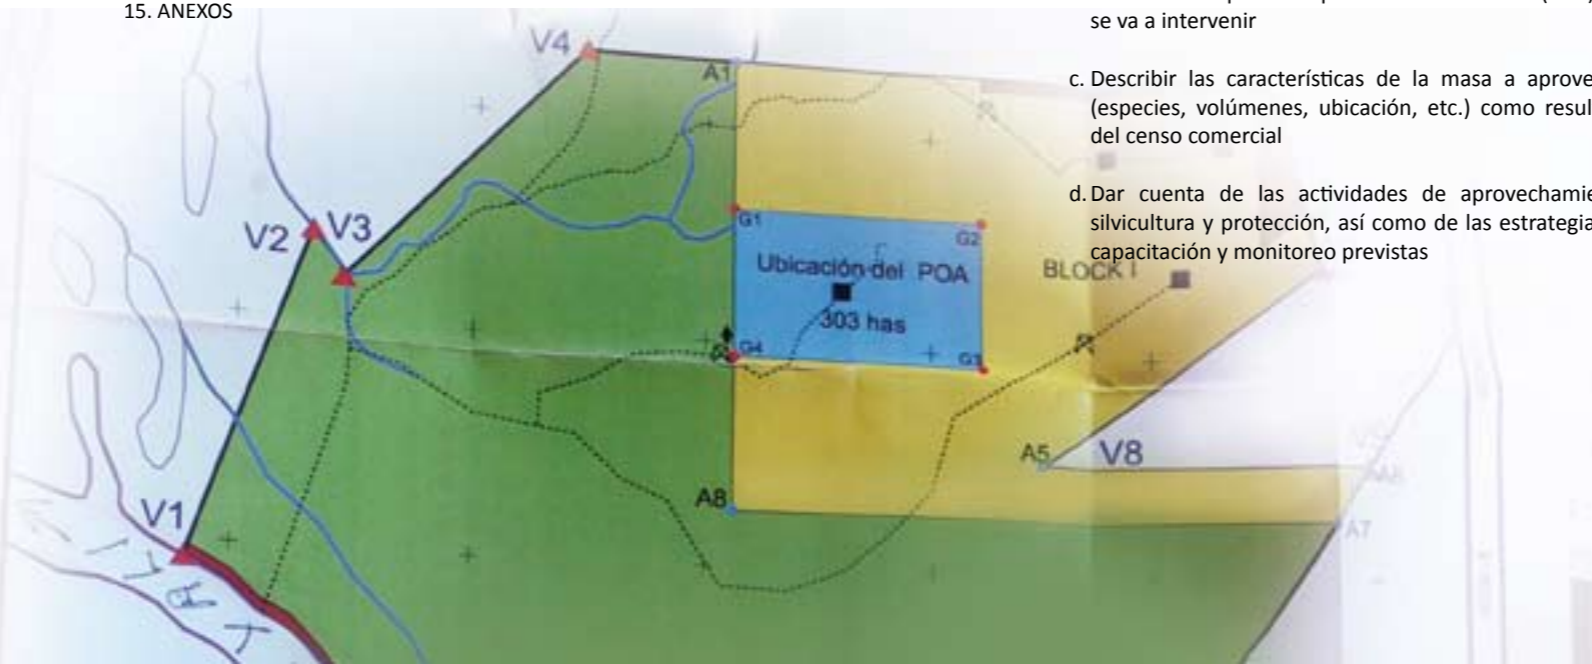 15. ANEXOS
se va a intervenir
c. Describir las características de la masa a aprove
(especies, volúmenes, ubicación, etc.) como resul
del censo comercial
d. Dar cuenta de las actividades de aprovechamie
silvicultura y protección, así como de las estrategia
capacitación y monitoreo previstas
V4
A1
V2
V3
G1
G2
Ubicación del POA
BLOCK I
303 has
G4
G3
A5
V8
A8
V1
A7